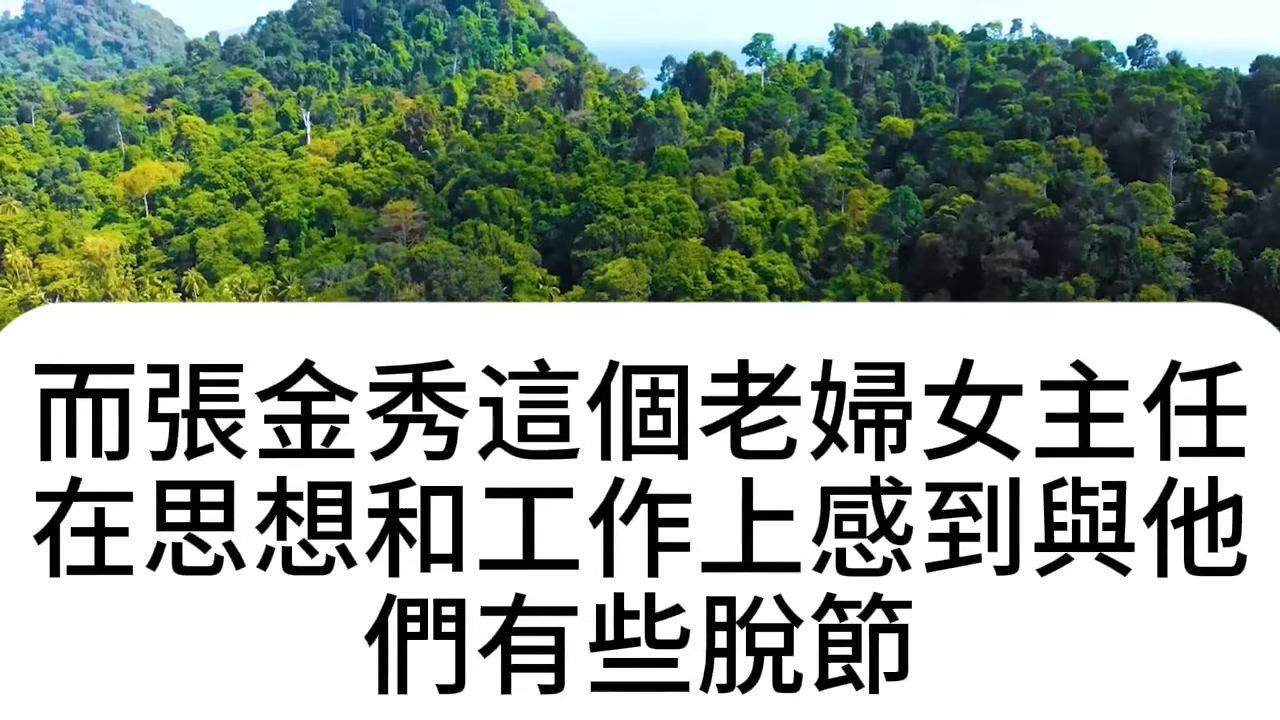 而張金秀這個老婦女主任
在思想和工作上感到與他
們有些脫節